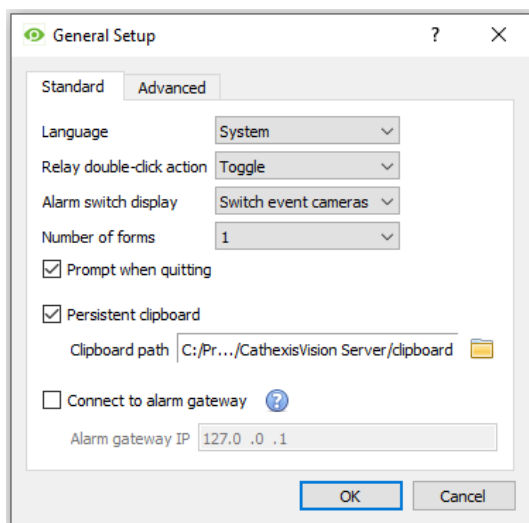 General Setup ?
Standard Advanced
Language System
Relay double-click action Toggle
Alarm switch display Switch event cameras
Number of forms 1
Prompt when quitting
Persistent clipboard
Clipboard path C:/Pr.../CathexisVision Server/clipboard
Connect to alarm gateway ?
Alarm gateway IP 127.0 .0 .1
OK Cancel